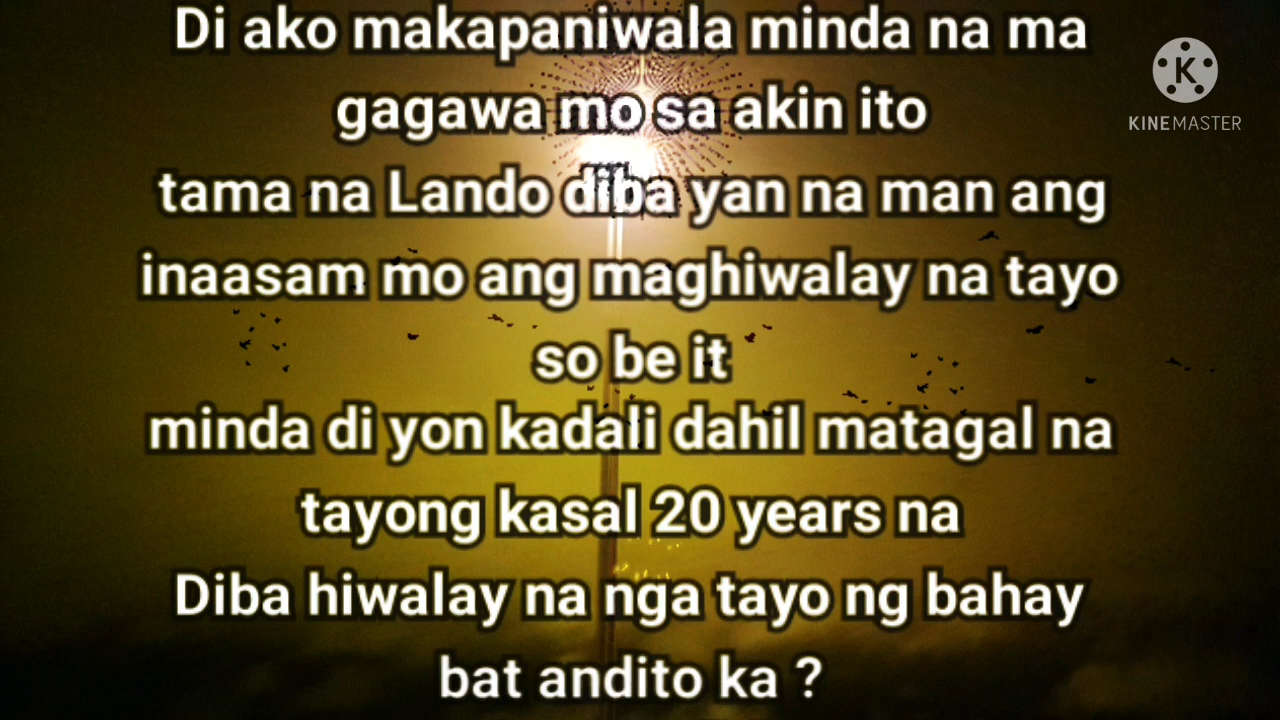 Di ako makapaniwala minda na ma
gagawa mo sa akin ito
tama na Lando diba yan na man ang
inaasam mo ang maghiwalay na tayo
so be it
minda di yon kadali dahil matagal na
tayong kasal 20 years na
Diba hiwalay na nga tayo ng bahay
bat andito ka ?
K
KINEMASTER